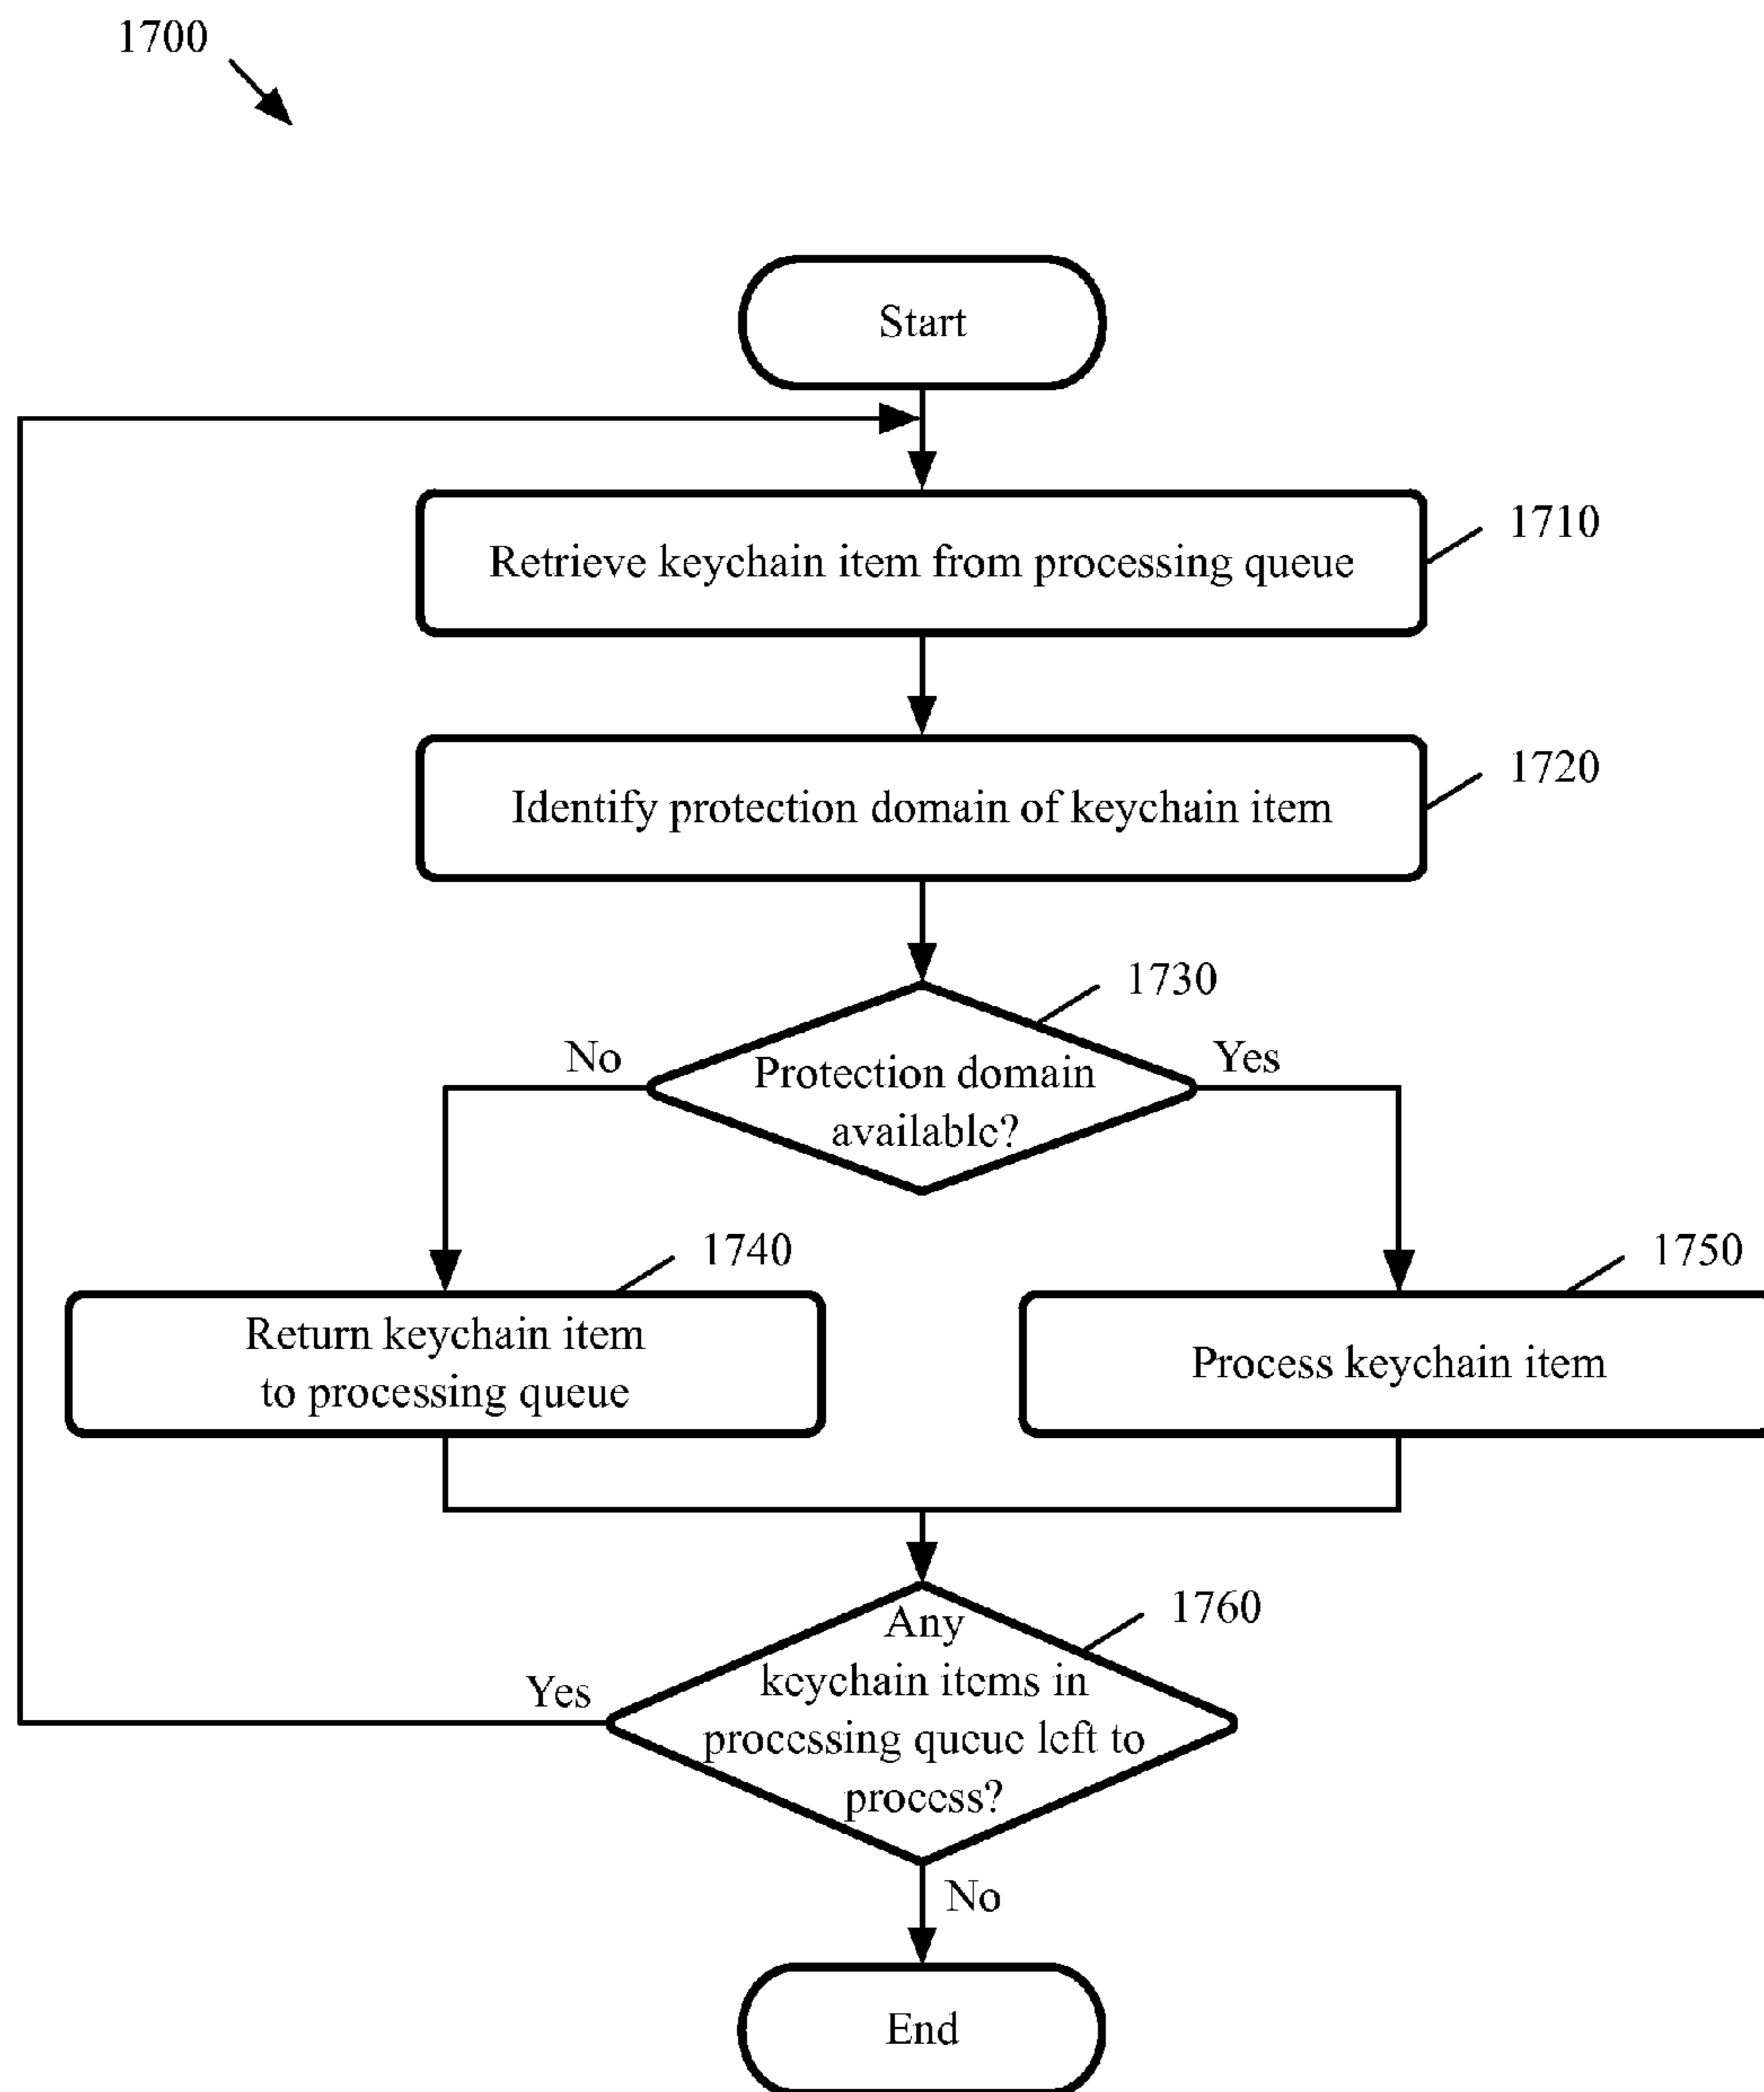 1700
Start
Retrieve keychain item from processing queue
1710
Identify protection domain of keychain item
1720
1730
No
Yes
Protection domain
available?
1740
1750
Return keychain item
to processing queue
Process keychain item
1760
Any
keychain items in
processing queue left to
process?
Yes
No
End